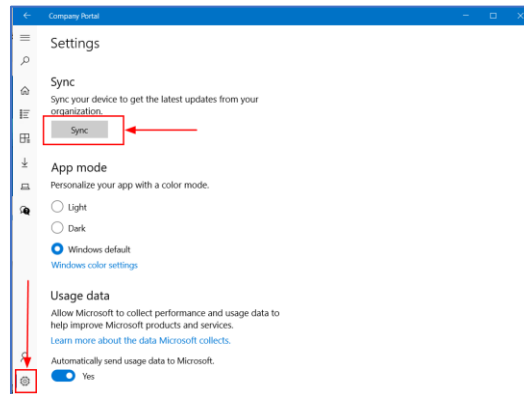 Company Portal
Settings
Sync
Sync your device to get the latest updates from your
organization.
Sync
App mode
Personalize your app with a color mode.
Light
Dark
Windows default
Windows color settings
Usage data
Allow Microsoft to collect performance and usage data to
help improve Microsoft products and services.
Learn more about the data Microsoft collects.
Automatically send usage data to Microsoft.
Yes